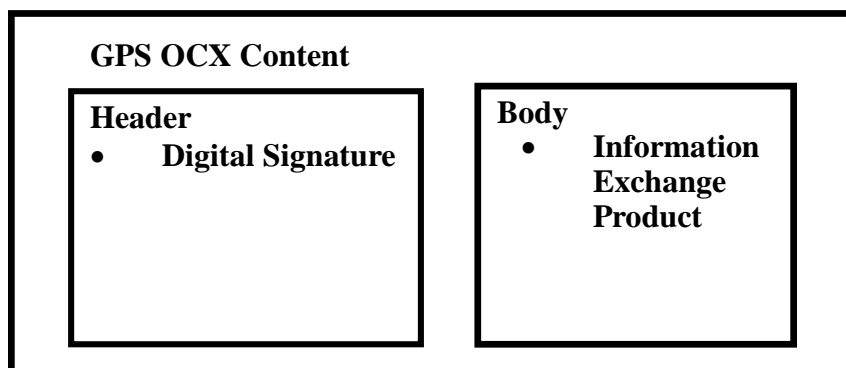 GPS OCX Content
Header
• Digital Signature
Body
• Information
Exchange
Product